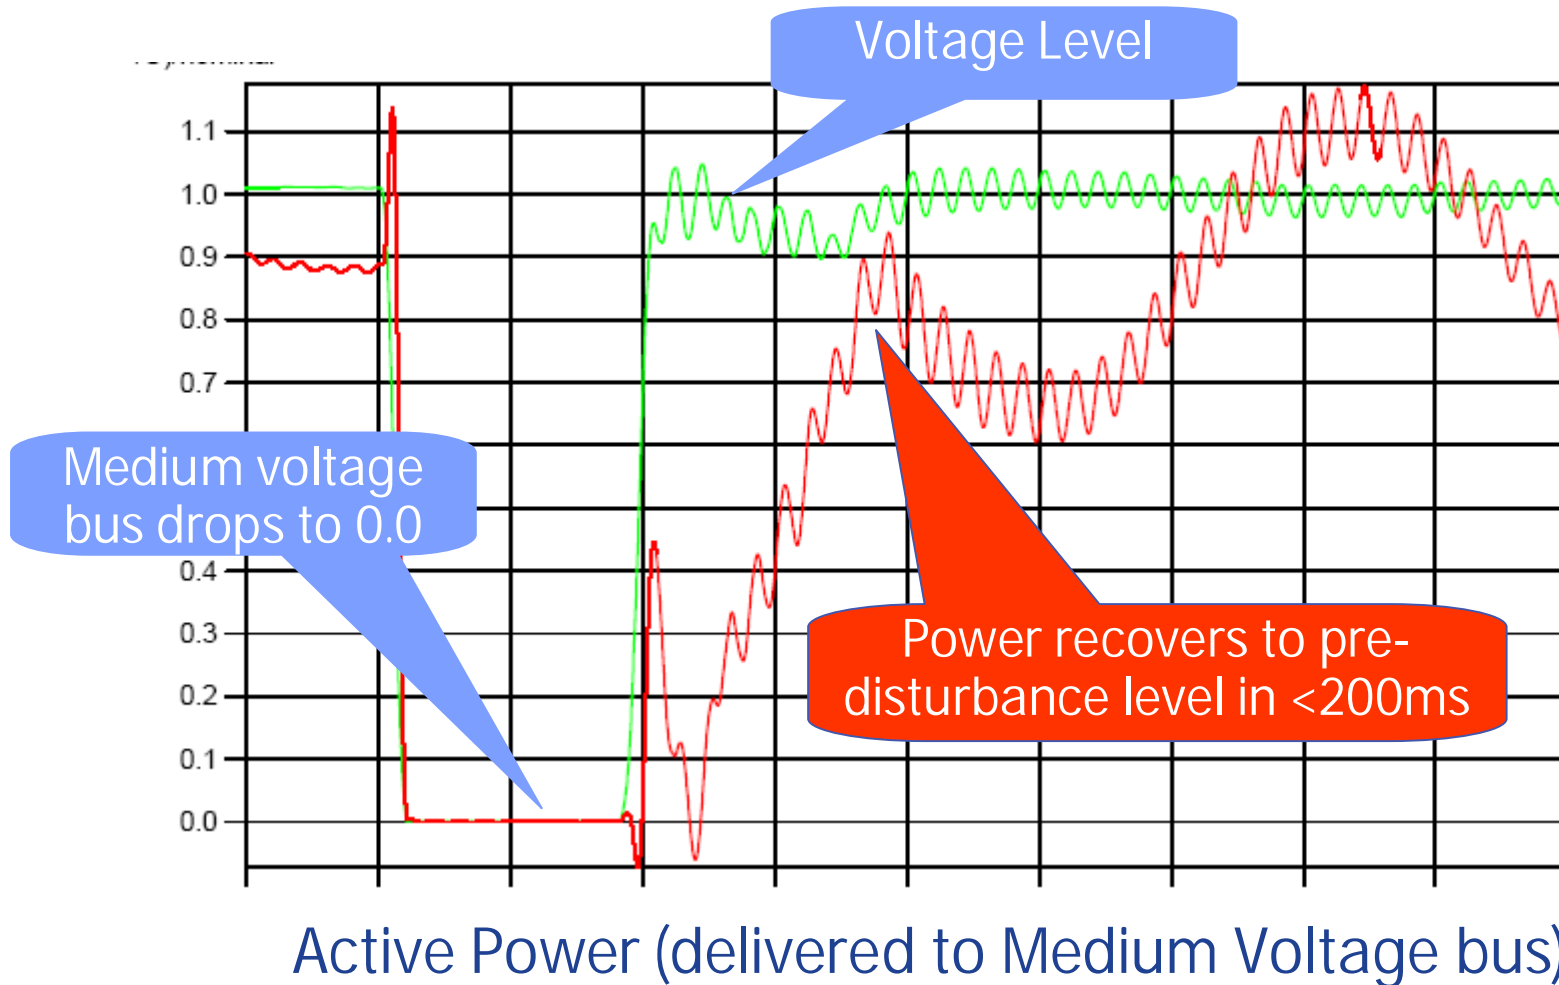 Voltage Level
1.1
1.0
0.9
0.8
0.7
Medium voltage
bus drops to 0.0
0.4
0.3
0.2
0.1
0.0
Power recovers to pre-
disturbance level in <200ms
Active Power (delivered to Medium Voltage bus)